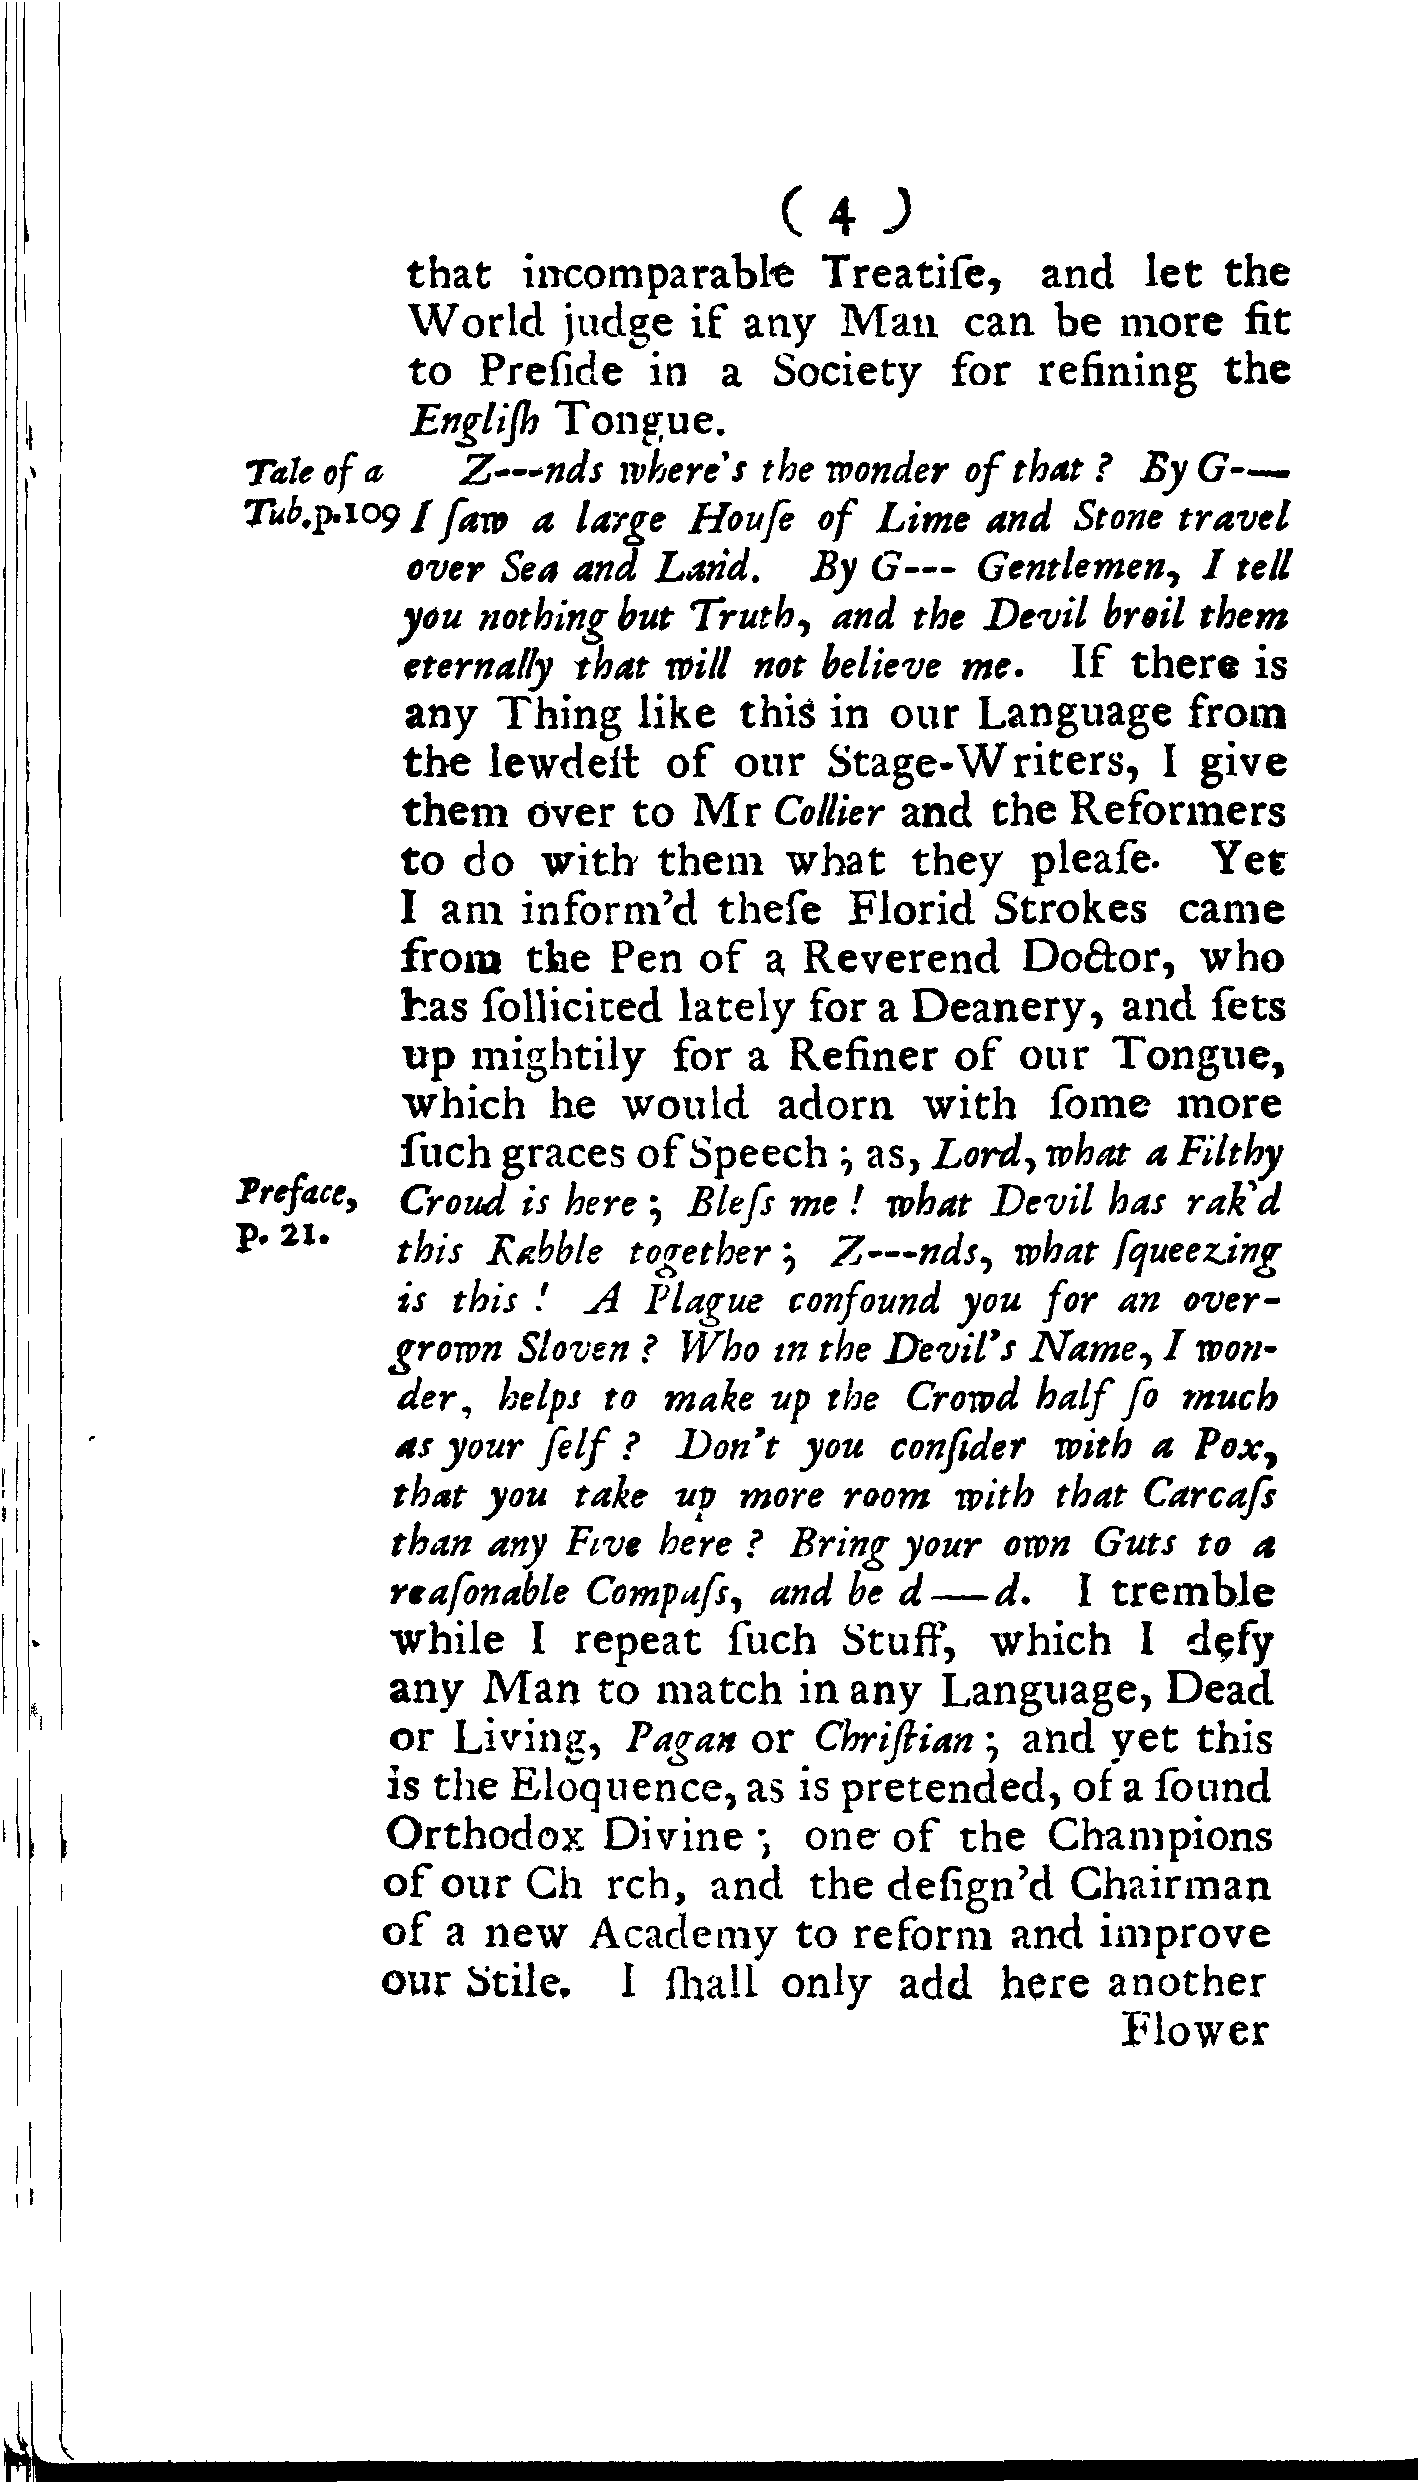 ( 4 )
that incomparable Treatiſe, and let the
World judge if any Man can be more fit
to Preſide in a Society for refining the
Engliſh Tongue.
Tale of a Z---nds where's the wonder of that ? By G---
Tub.p.109 I ſaw a large Houſe of Lime and Stone travel
over Sea and Land. By G--- Gentlemen, I tell
you nothing but Truth, and the Devil broil them
eternally that will not believe me. If there is
any Thing like this in our Language from
the lewdeſt of our Stage-Writers, I give
them over to Mr Collier and the Reformers
to do with them what they pleaſe. Yet
I am inform'd theſe Florid Strokes came
from the Pen of a Reverend Doctor, who
has ſollicited lately for a Deanery, and ſets
up mightily for a Refiner of our Tongue,
which he would adorn with ſome more
ſuch graces of Speech ; as, Lord, what a Filthy
Preface, Croud is here ; Bleſs me ! what Devil has rak'd
p. 21. this Rabble together ; Z---nds, what ſqueezing
is this ! A Plague confound you for an over-
grown Sloven ? Who in the Devil's Name, I won-
der, helps to make up the Crowd half ſo much
as your ſelf ? Don't you conſider with a Pox,
that you take up more room with that Carcaſs
than any Five here ? Bring your own Guts to a
reaſonable Compaſs, and be d——d. I tremble
while I repeat ſuch Stuff, which I defy
any Man to match in any Language, Dead
or Living, Pagan or Chriſtian ; and yet this
is the Eloquence, as is pretended, of a ſound
Orthodox Divine ; one of the Champions
of our Ch rch, and the deſign'd Chairman
of a new Academy to reform and improve
our Stile. I ſhall only add here another
Flower